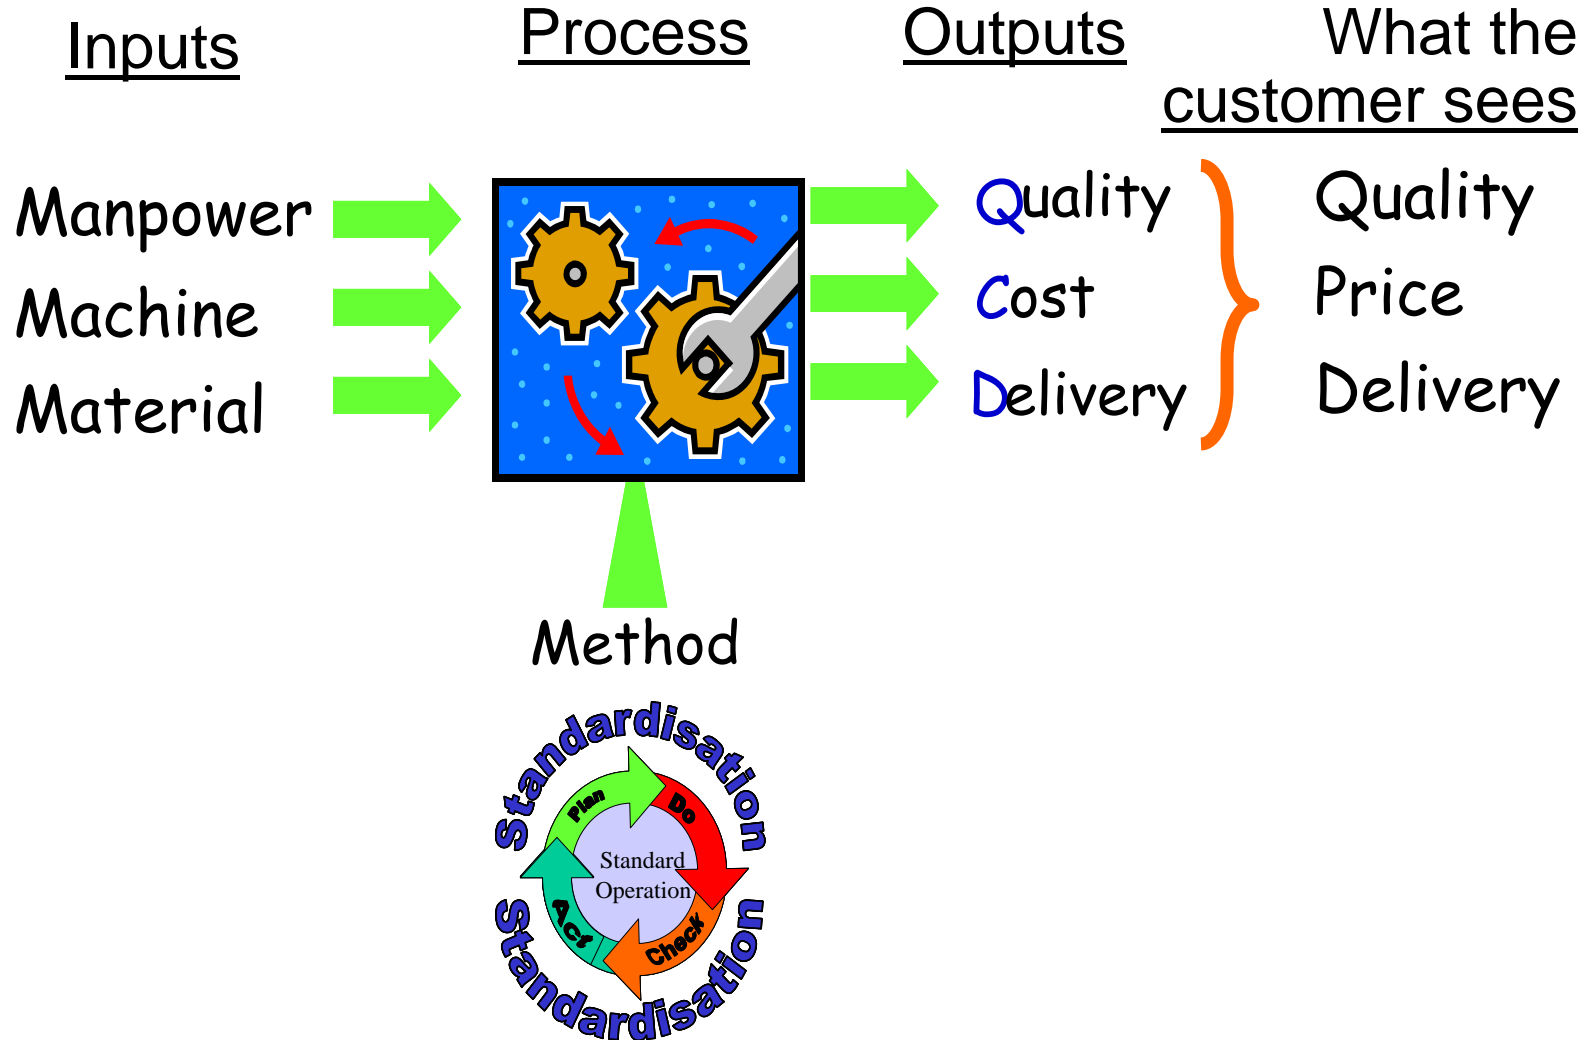 Inputs
Process
Outputs
What the
customer sees
Manpower
Machine
Material
Quality
Cost
Delivery
Quality
Price
Delivery
Method
Standardisation
Plan
Do
Standard
Operation
Act
Check
Standardisation